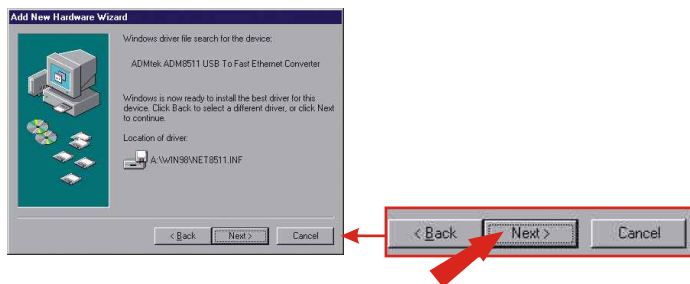 Add New Hardware Wizard
Windows driver file search for the device:
ADMtek ADM8511 USB To Fast Ethernet Converter
Windows is now ready to install the best driver for this
device. Click Back to select a different driver, or click Next
to continue.
Location of driver:
A:\WIN98\NET8511.INF
< Back Next > Cancel
< Back Next > Cancel